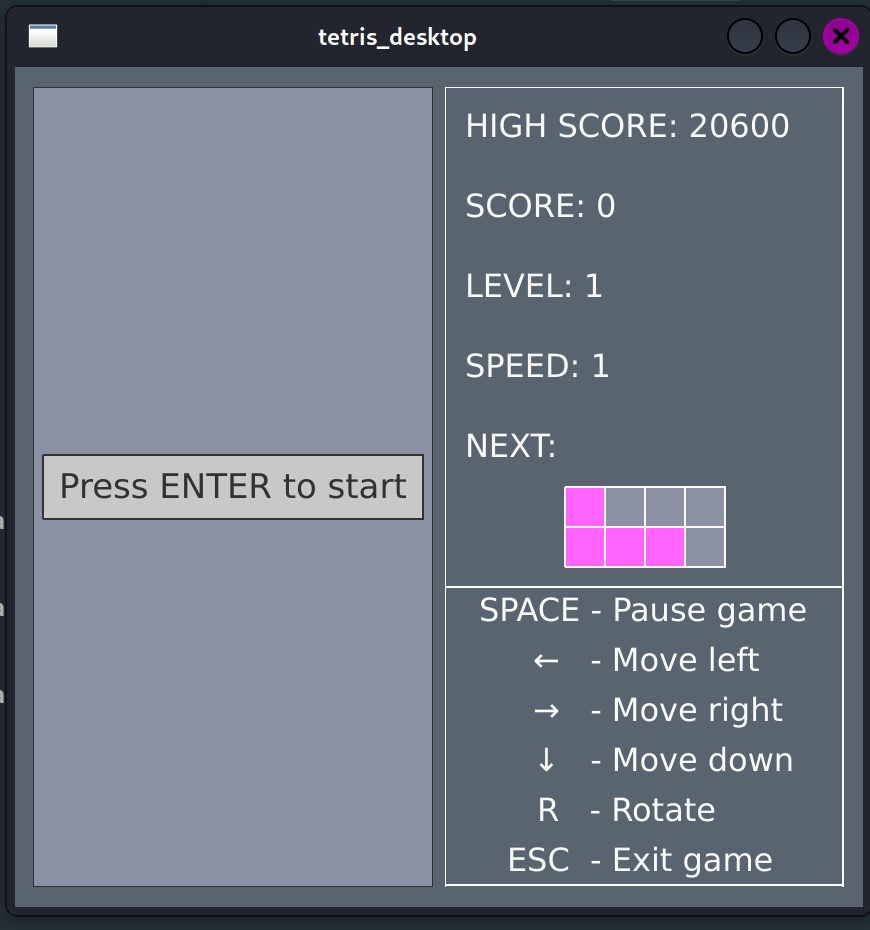 tetris_desktop
HIGH SCORE: 20600
SCORE: 0
LEVEL: 1
SPEED: 1
NEXT:
Press ENTER to start
SPACE - Pause game
← - Move left
→ - Move right
↓ - Move down
R - Rotate
ESC - Exit game